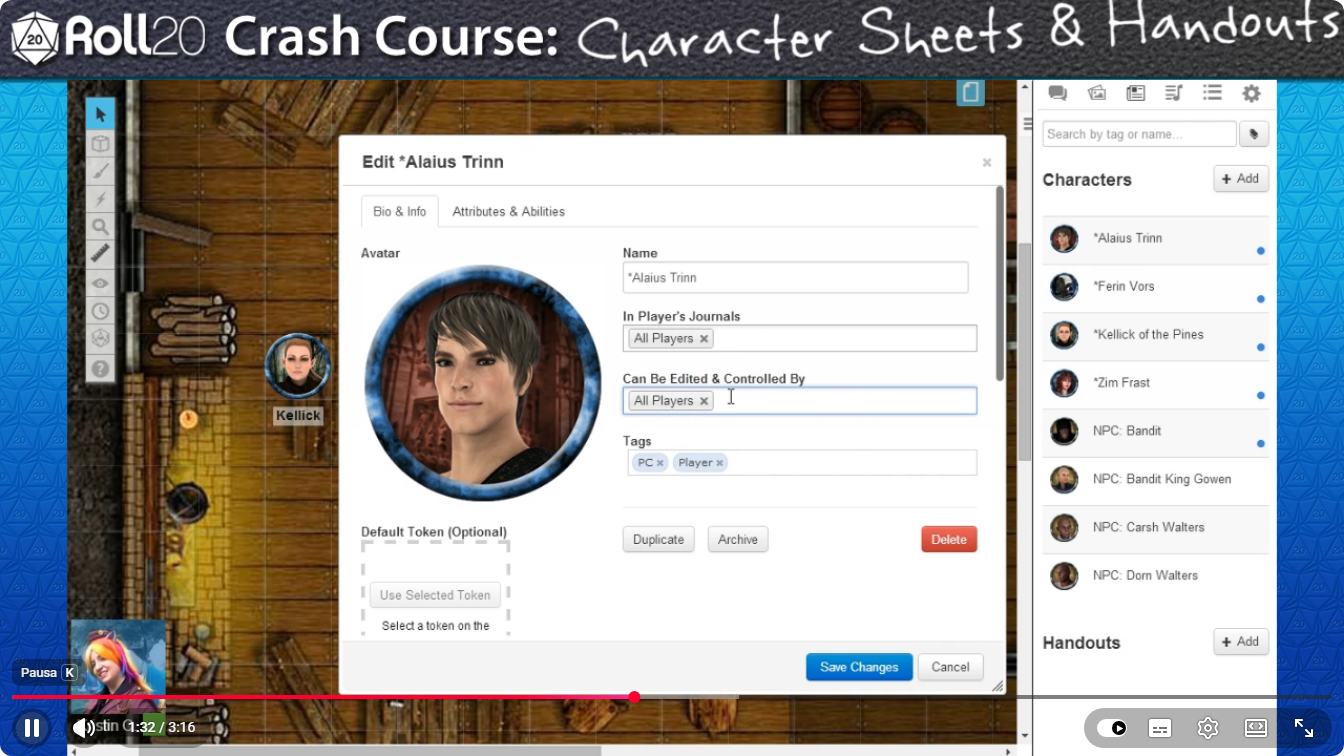 20 Roll20 Crash Course: Character Sheets & Handouts
Edit *Alaius Trinn
×
Bio & Info
Attributes & Abilities
Avatar
Name
*Alaius Trinn
In Player's Journals
All Players ×
Can Be Edited & Controlled By
All Players ×
Tags
PC × Player ×
Default Token (Optional)
Use Selected Token
Select a token on the
Duplicate
Archive
Delete
Save Changes
Cancel
Kellick
Search by tag or name...
Characters
+ Add
*Alaius Trinn
*Ferin Vors
*Kellick of the Pines
*Zim Frast
NPC: Bandit
NPC: Bandit King Gowen
NPC: Carsh Walters
NPC: Dorn Walters
Handouts
+ Add
Pausa K
1:32 / 3:16